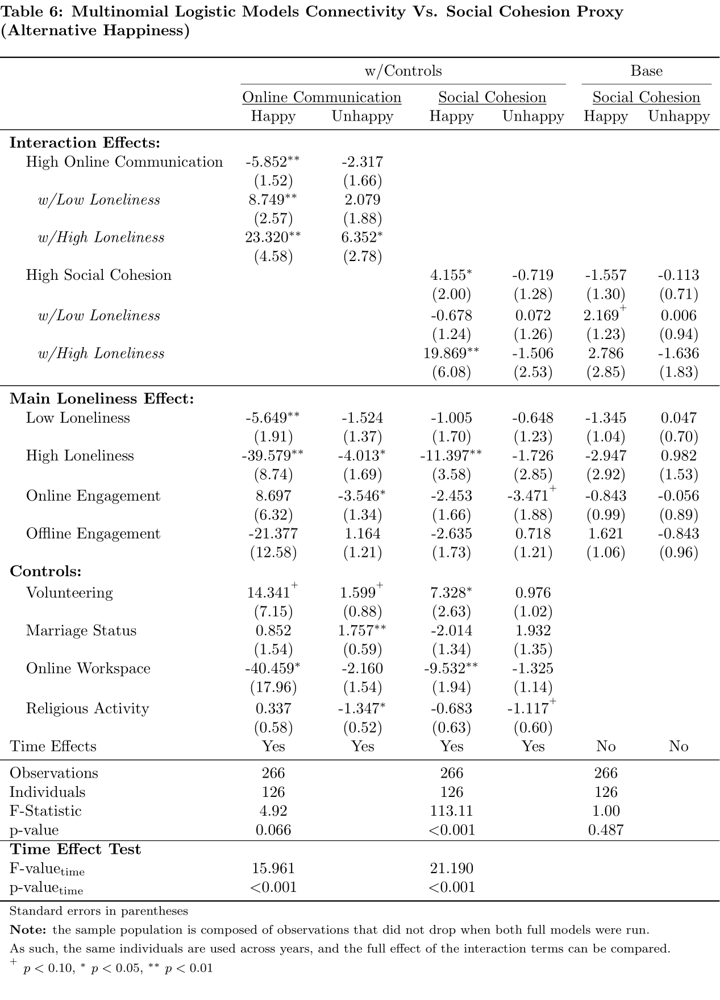 Table 6: Multinomial Logistic Models Connectivity Vs. Social Cohesion Proxy
(Alternative Happiness)
w/Controls Base
Online Communication Social Cohesion Social Cohesion
Happy Unhappy Happy Unhappy Happy Unhappy
Interaction Effects:
High Online Communication -5.852** -2.317
(1.52) (1.66)
w/Low Loneliness 8.749** 2.079
(2.57) (1.88)
w/High Loneliness 23.320** 6.352*
(4.58) (2.78)
High Social Cohesion 4.155* -0.719 -1.557 -0.113
(2.00) (1.28) (1.30) (0.71)
w/Low Loneliness -0.678 0.072 2.169+ 0.006
(1.24) (1.26) (1.23) (0.94)
w/High Loneliness 19.869** -1.506 2.786 -1.636
(6.08) (2.53) (2.85) (1.83)
Main Loneliness Effect:
Low Loneliness -5.649** -1.524 -1.005 -0.648 -1.345 0.047
(1.91) (1.37) (1.70) (1.23) (1.04) (0.70)
High Loneliness -39.579** -4.013* -11.397** -1.726 -2.947 0.982
(8.74) (1.69) (3.58) (2.85) (2.92) (1.53)
Online Engagement 8.697 -3.546* -2.453 -3.471+ -0.843 -0.056
(6.32) (1.34) (1.66) (1.88) (0.99) (0.89)
Offline Engagement -21.377 1.164 -2.635 0.718 1.621 -0.843
(12.58) (1.21) (1.73) (1.21) (1.06) (0.96)
Controls:
Volunteering 14.341+ 1.599+ 7.328* 0.976
(7.15) (0.88) (2.63) (1.02)
Marriage Status 0.852 1.757** -2.014 1.932
(1.54) (0.59) (1.34) (1.35)
Online Workspace -40.459* -2.160 -9.532** -1.325
(17.96) (1.54) (1.94) (1.14)
Religious Activity 0.337 -1.347* -0.683 -1.117+
(0.58) (0.52) (0.63) (0.60)
Time Effects Yes Yes Yes Yes No No
Observations 266 266 266
Individuals 126 126 126
F-Statistic 4.92 113.11 1.00
p-value 0.066 <0.001 0.487
Time Effect Test
F-value_time 15.961 21.190
p-value_time <0.001 <0.001
Standard errors in parentheses
Note: the sample population is composed of observations that did not drop when both full models were run.
As such, the same individuals are used across years, and the full effect of the interaction terms can be compared.
+ p < 0.10, * p < 0.05, ** p < 0.01